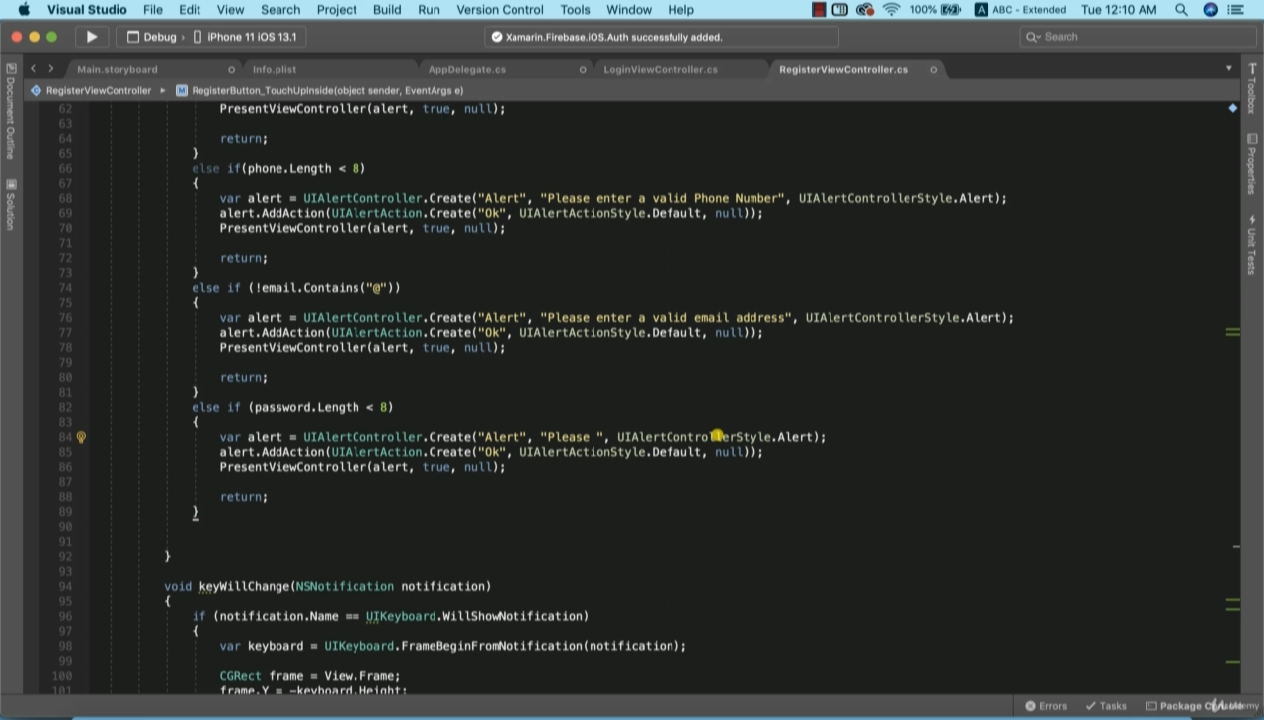 Visual Studio File Edit View Search Project Build Run Version Control Tools Window Help 100% A ABC - Extended Tue 12:10 AM
Debug › iPhone 11 iOS 13.1 Xamarin.Firebase.iOS.Auth successfully added. Search
Main.storyboard Info.plist AppDelegate.cs LoginViewController.cs RegisterViewController.cs
RegisterViewController ▸ M RegisterButton_TouchUpInside(object sender, EventArgs e)
Document Outline
Solution
Toolbox
Properties
Unit Tests
62 PresentViewController(alert, true, null);
63
64 return;
65 }
66 else if(phone.Length < 8)
67 {
68 var alert = UIAlertController.Create("Alert", "Please enter a valid Phone Number", UIAlertControllerStyle.Alert);
69 alert.AddAction(UIAlertAction.Create("Ok", UIAlertActionStyle.Default, null));
70 PresentViewController(alert, true, null);
71
72 return;
73 }
74 else if (!email.Contains("@"))
75 {
76 var alert = UIAlertController.Create("Alert", "Please enter a valid email address", UIAlertControllerStyle.Alert);
77 alert.AddAction(UIAlertAction.Create("Ok", UIAlertActionStyle.Default, null));
78 PresentViewController(alert, true, null);
79
80 return;
81 }
82 else if (password.Length < 8)
83 {
84 var alert = UIAlertController.Create("Alert", "Please ", UIAlertControllerStyle.Alert);
85 alert.AddAction(UIAlertAction.Create("Ok", UIAlertActionStyle.Default, null));
86 PresentViewController(alert, true, null);
87
88 return;
89 }
90
91
92 }
93
94 void keyWillChange(NSNotification notification)
95 {
96 if (notification.Name == UIKeyboard.WillShowNotification)
97 {
98 var keyboard = UIKeyboard.FrameBeginFromNotification(notification);
99
100 CGRect frame = View.Frame;
101 frame.Y = -keyboard.Height;
Errors Tasks Package